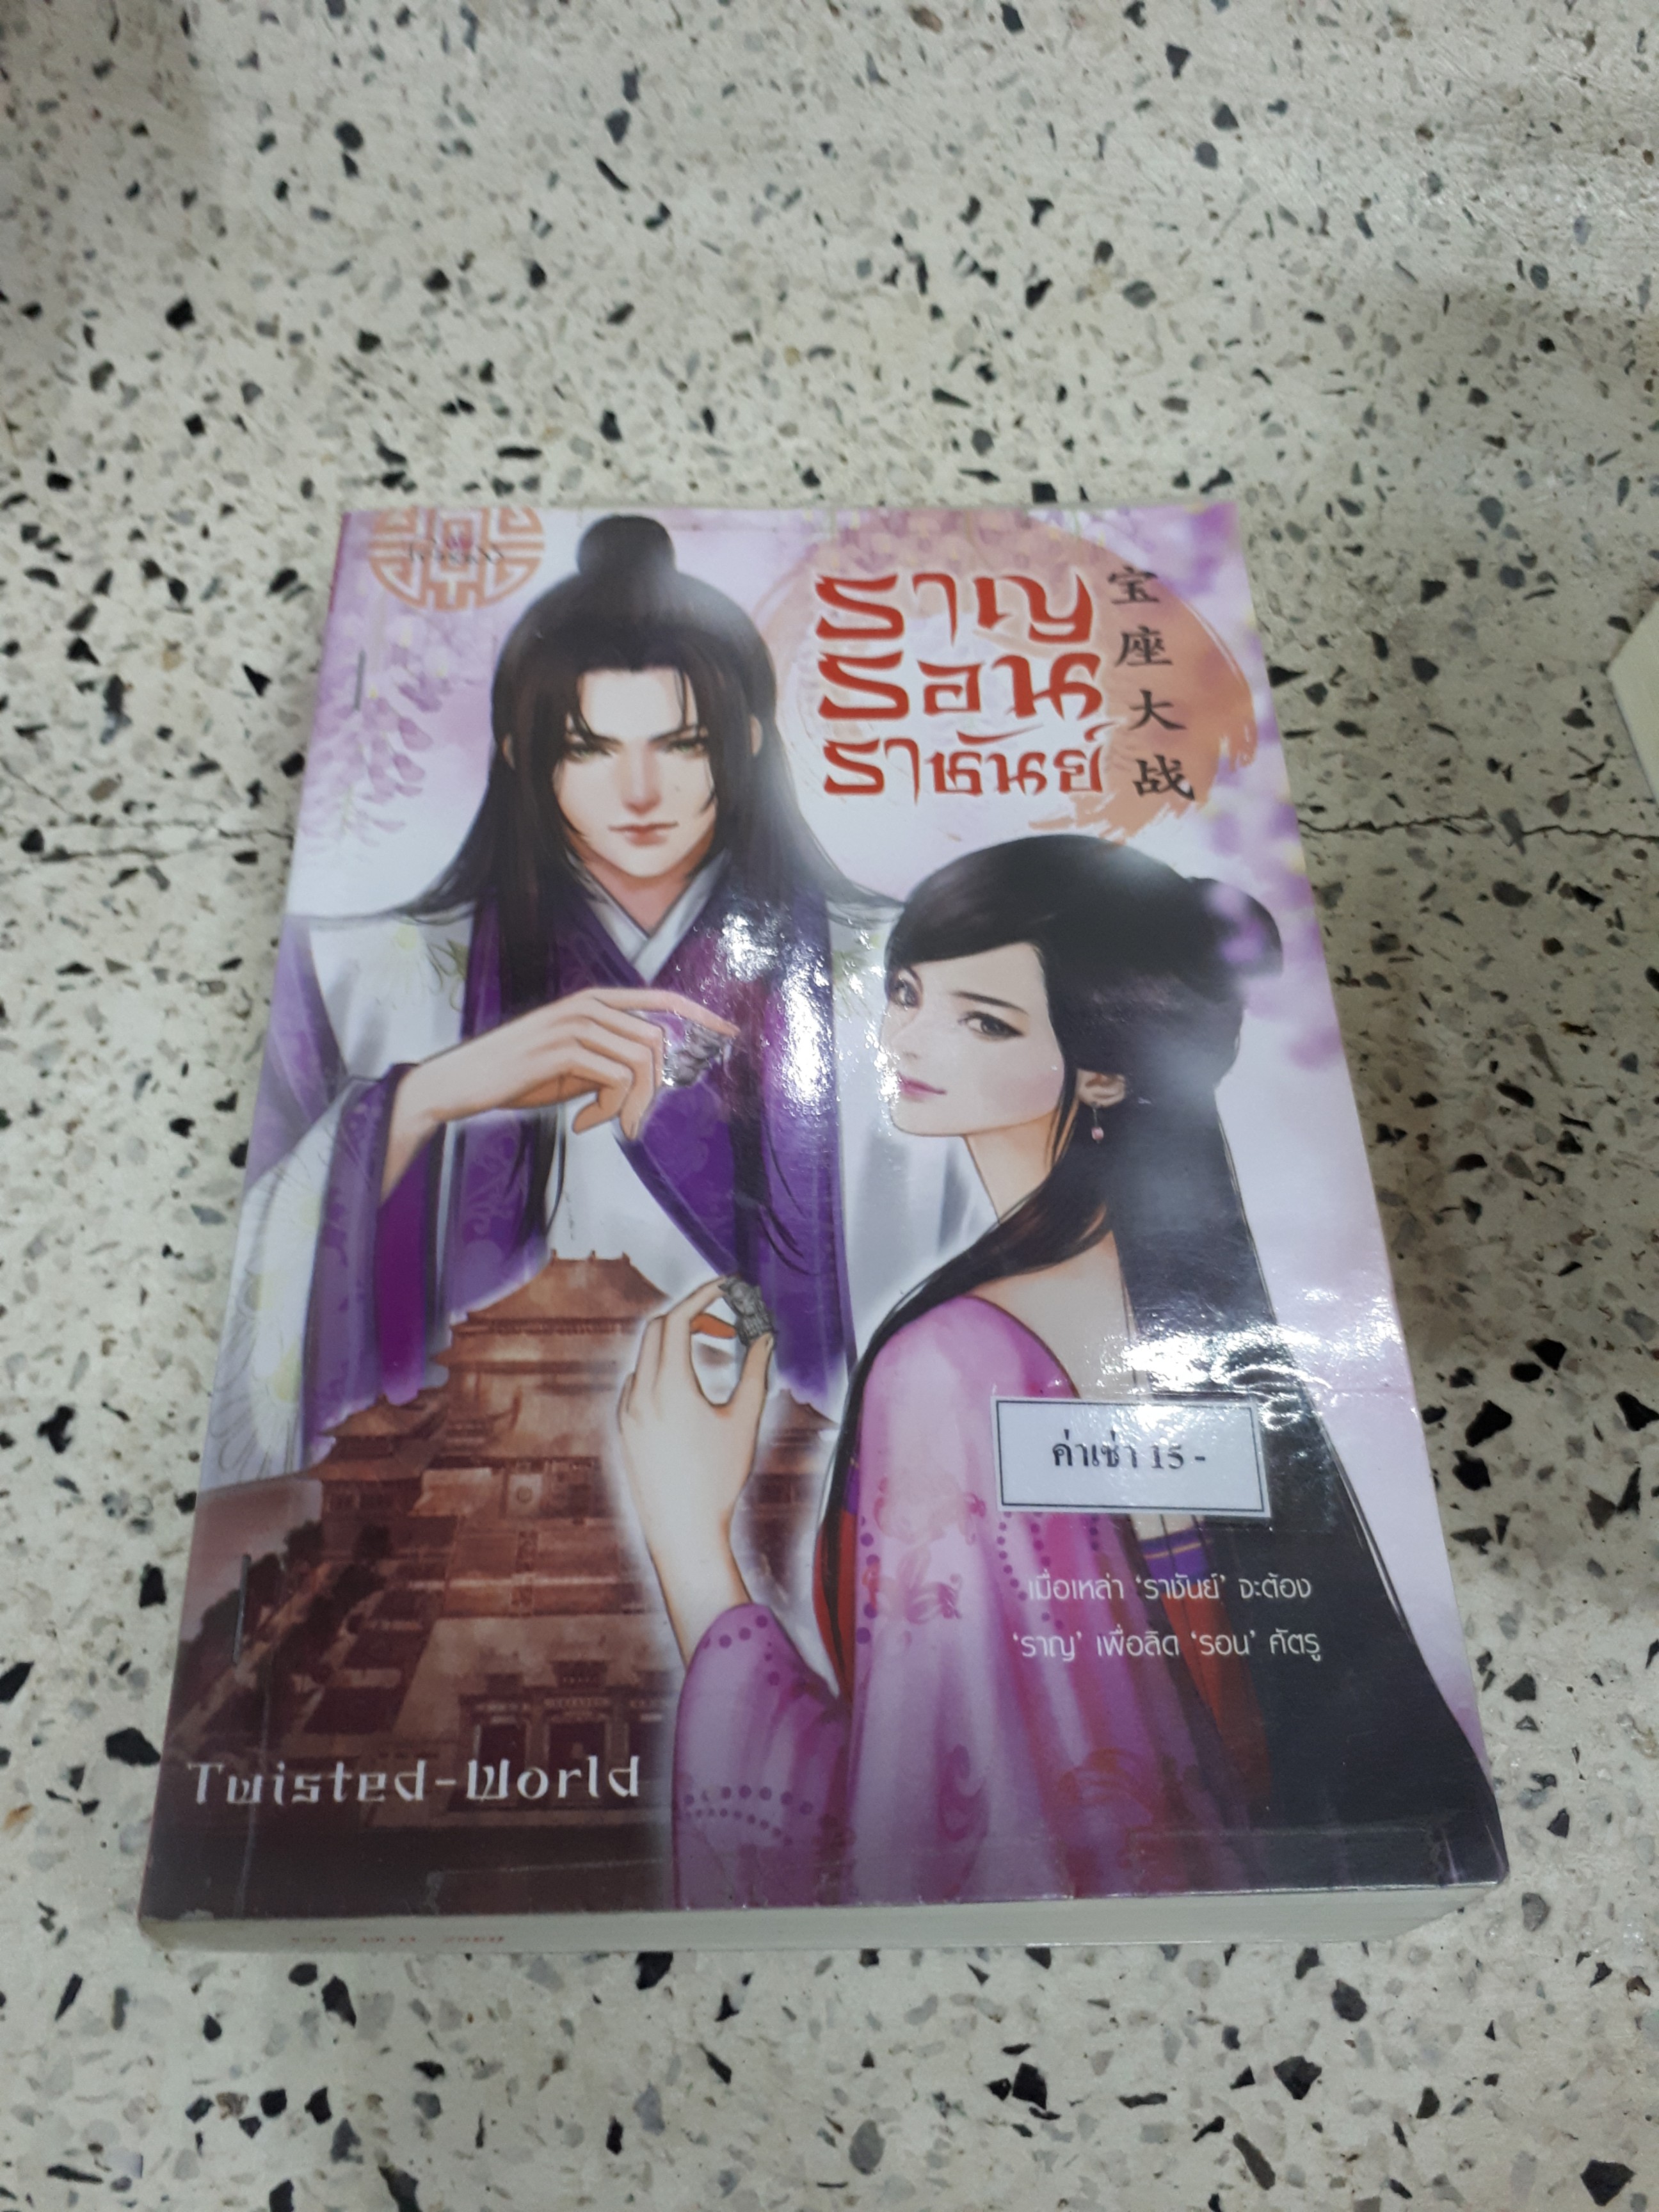 ราญ
รอน
ราชันย์
宝座大战
ค่าเช่า 15 -
เมื่อเหล่า 'ราชันย์' จะต้อง
'ราญ' เพื่อลิด 'รอน' ศัตรู
Twisted-World